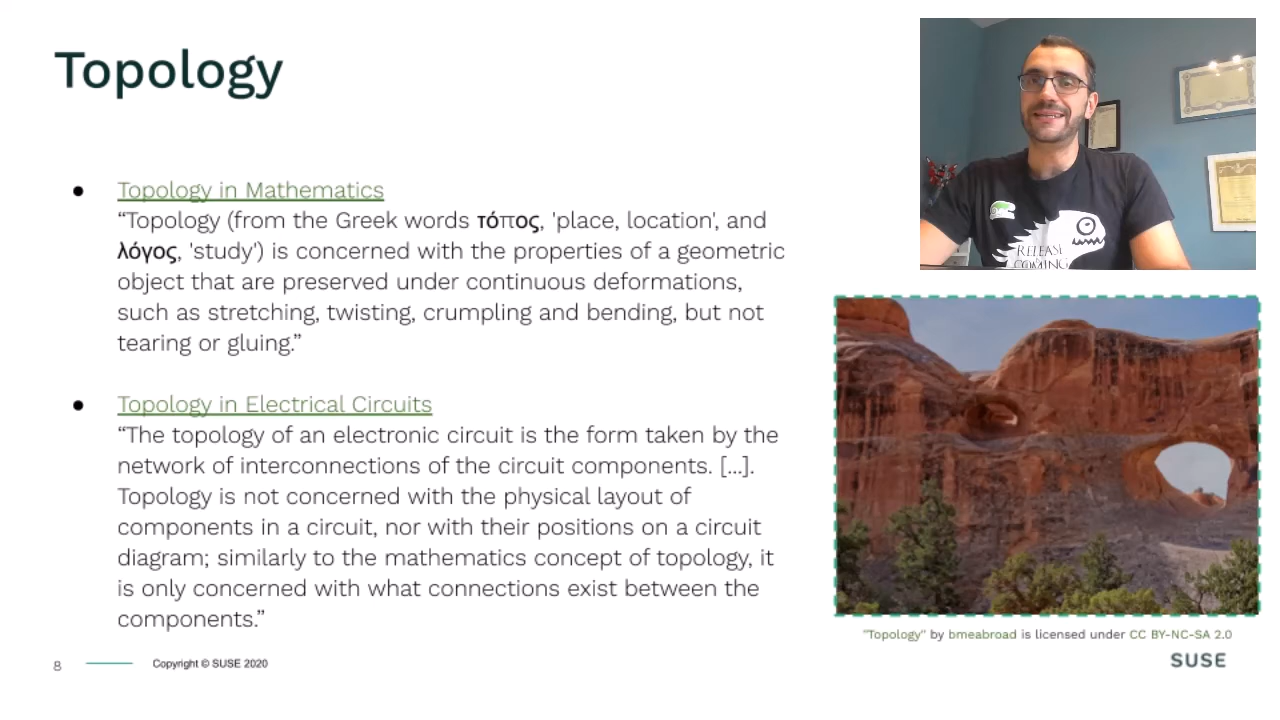 Topology
● Topology in Mathematics
“Topology (from the Greek words τόπος, 'place, location', and
λόγος, 'study') is concerned with the properties of a geometric
object that are preserved under continuous deformations,
such as stretching, twisting, crumpling and bending, but not
tearing or gluing.”
● Topology in Electrical Circuits
“The topology of an electronic circuit is the form taken by the
network of interconnections of the circuit components. [...].
Topology is not concerned with the physical layout of
components in a circuit, nor with their positions on a circuit
diagram; similarly to the mathematics concept of topology, it
is only concerned with what connections exist between the
components.”
RELEASE
COMING
"Topology" by bmeabroad is licensed under CC BY-NC-SA 2.0
8
Copyright © SUSE 2020
SUSE